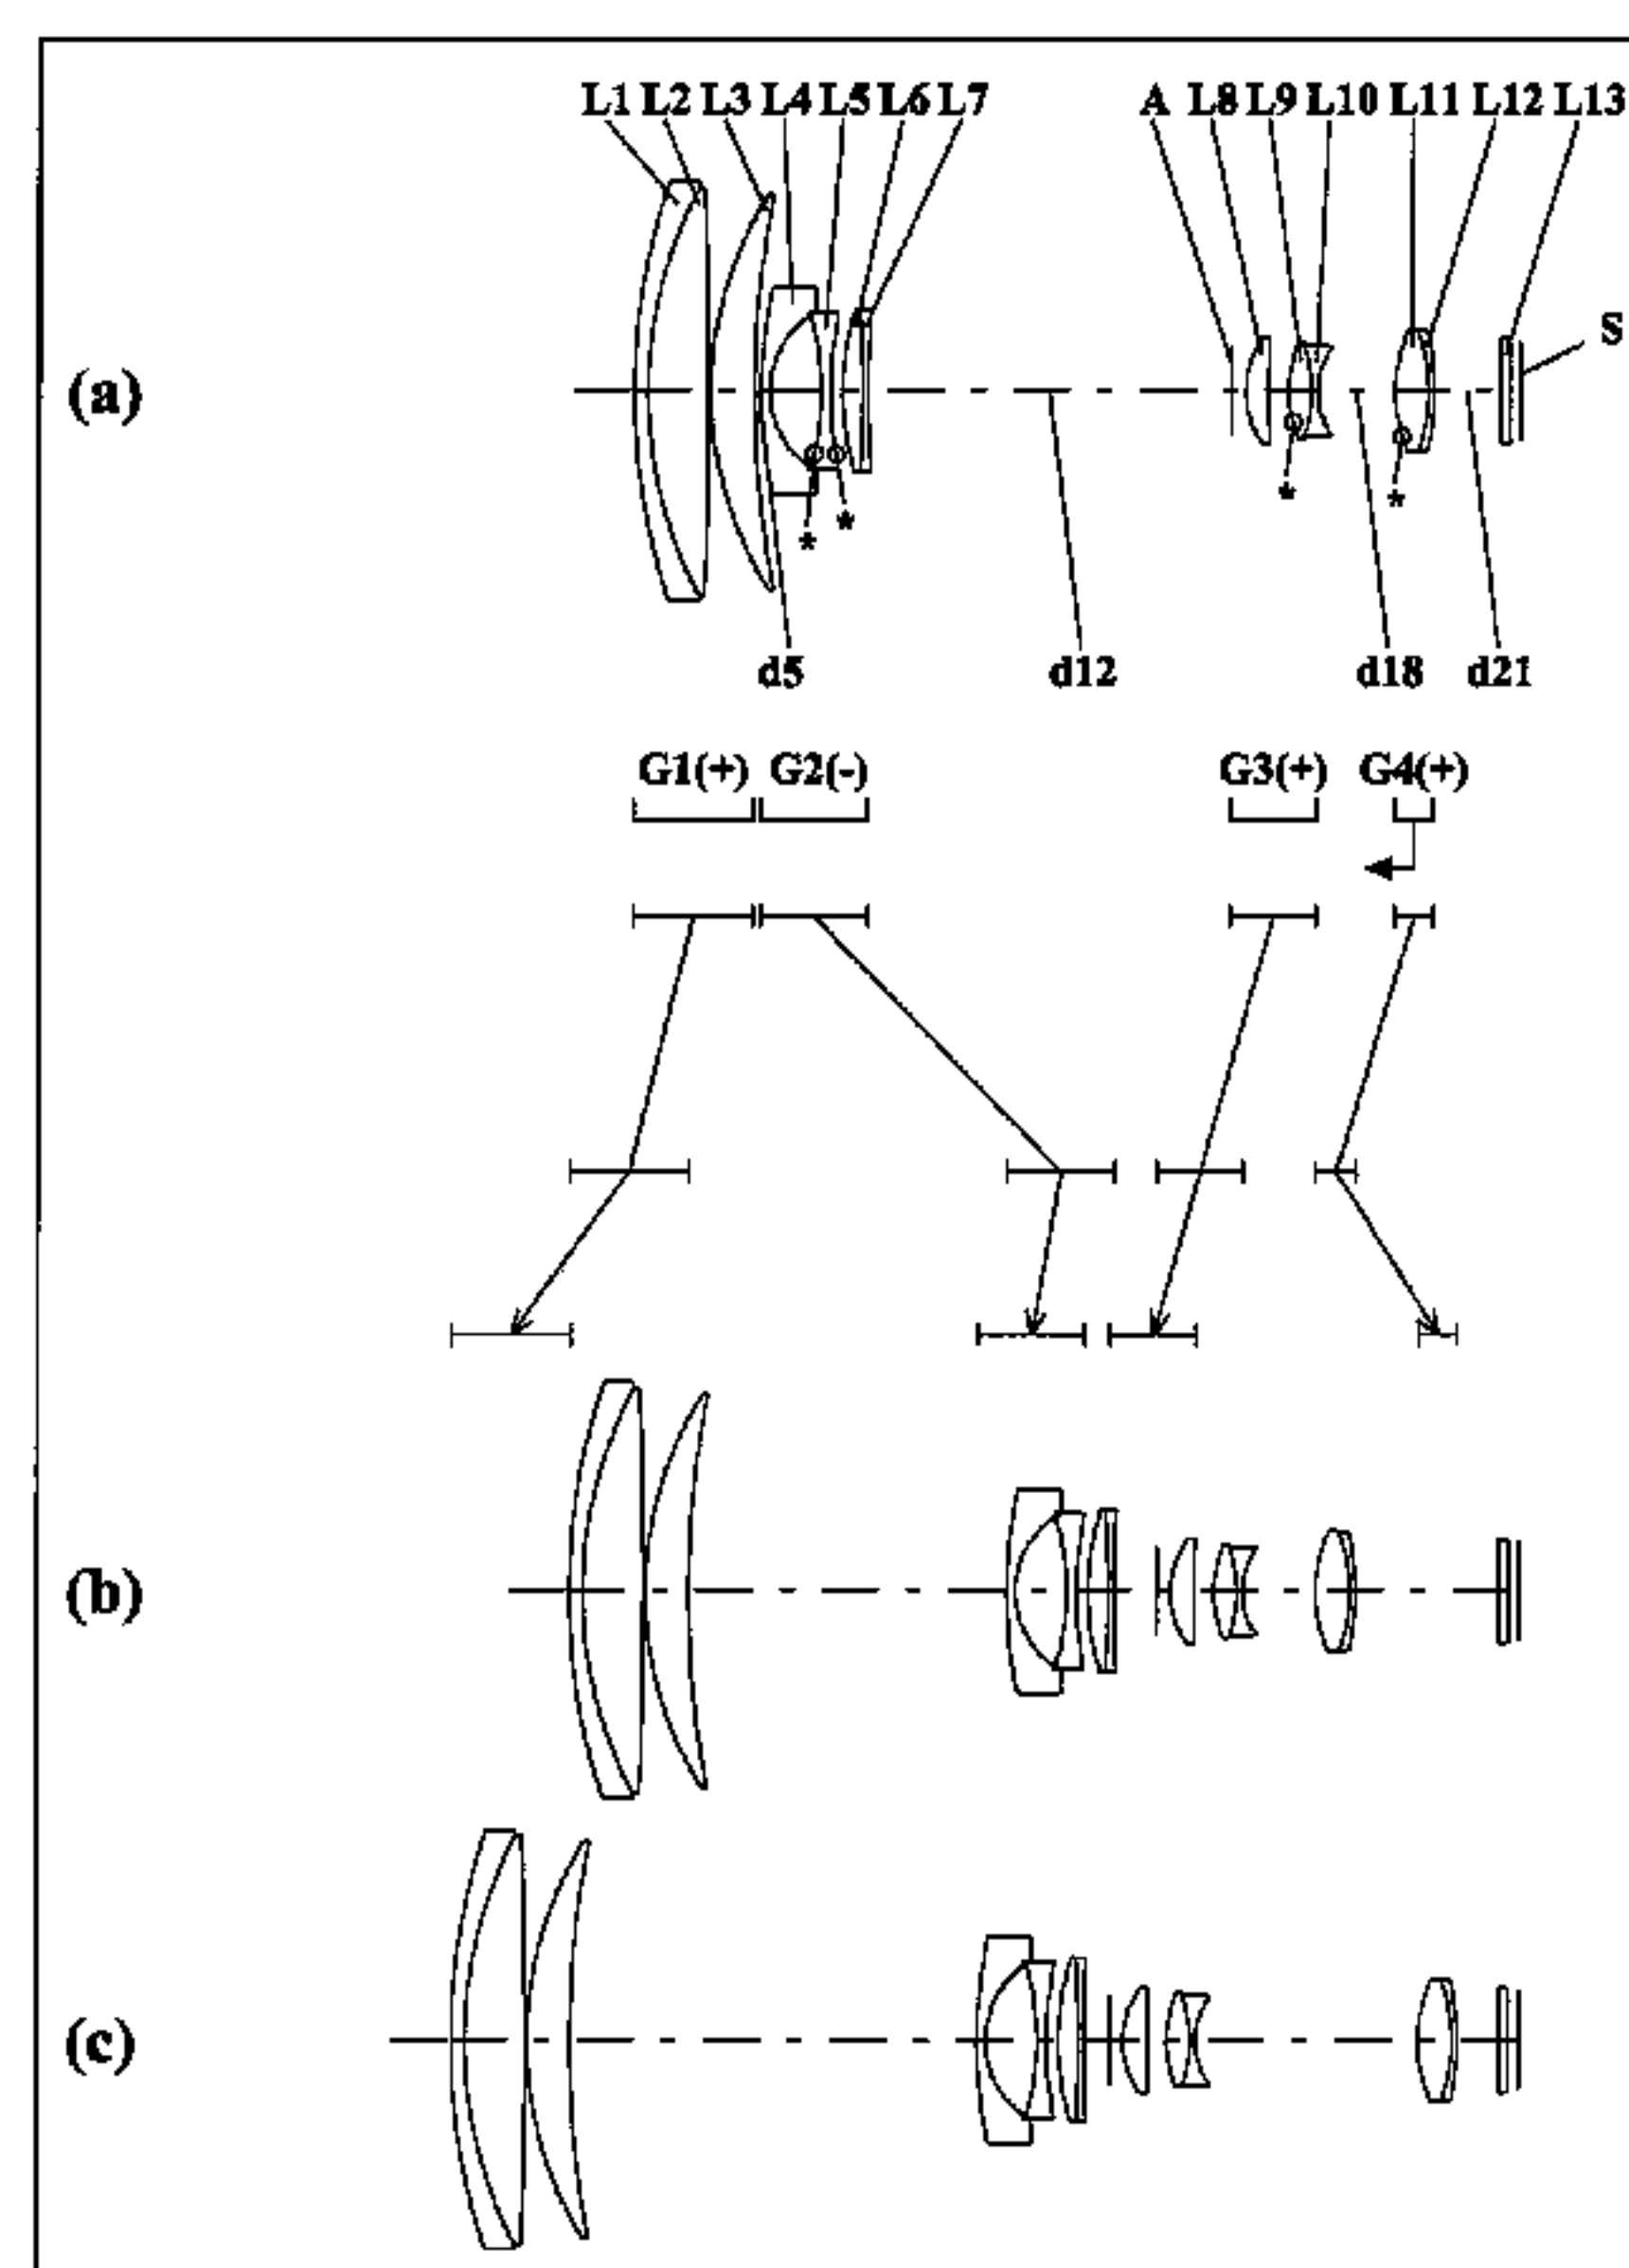 L1 L2 L3 L4 L5 L6 L7 A L8 L9 L10 L11 L12 L13
S
(a)
* * * *
d5 d12 d18 d21
G1(+) G2(-) G3(+) G4(+)
(b)
(c)